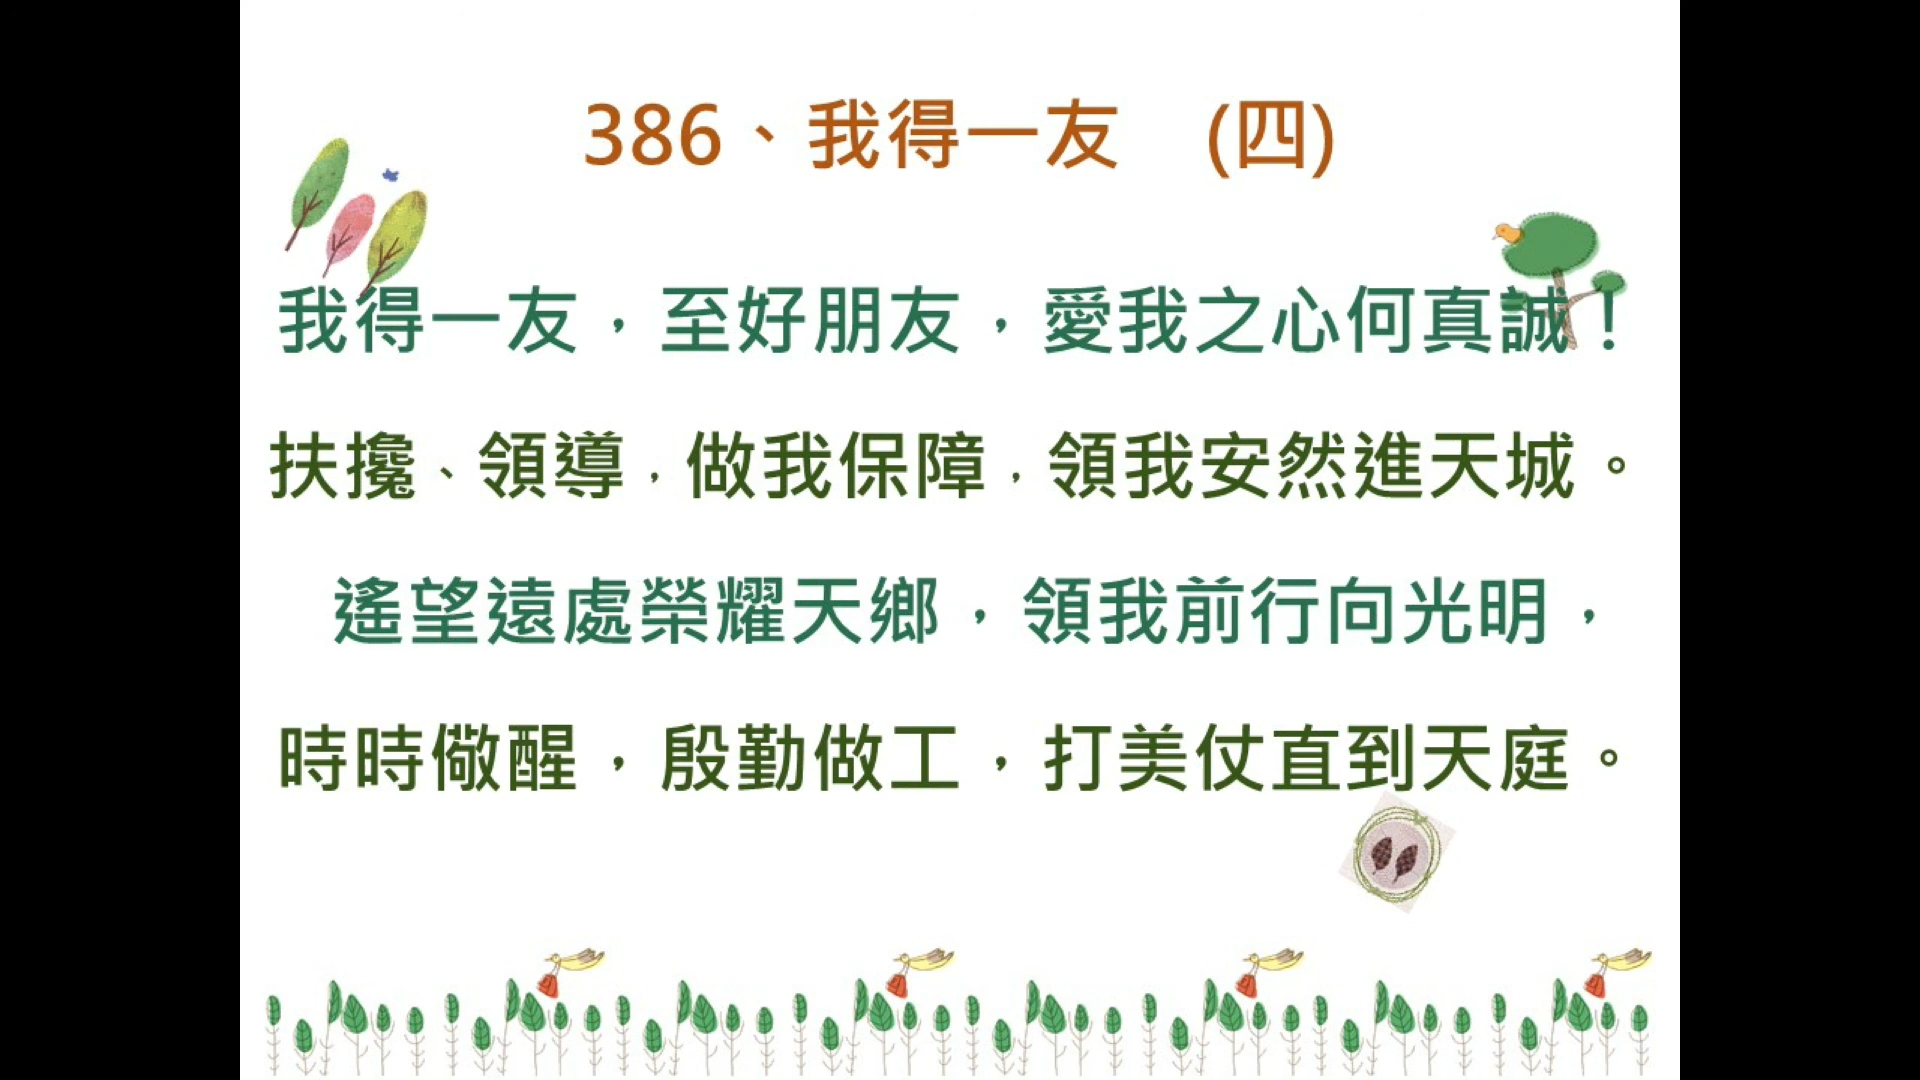 386、我得一友 (四)
我得一友，至好朋友，愛我之心何真誠！
扶攙、領導，做我保障，領我安然進天城。
遙望遠處榮耀天鄉，領我前行向光明，
時時儆醒，殷勤做工，打美仗直到天庭。